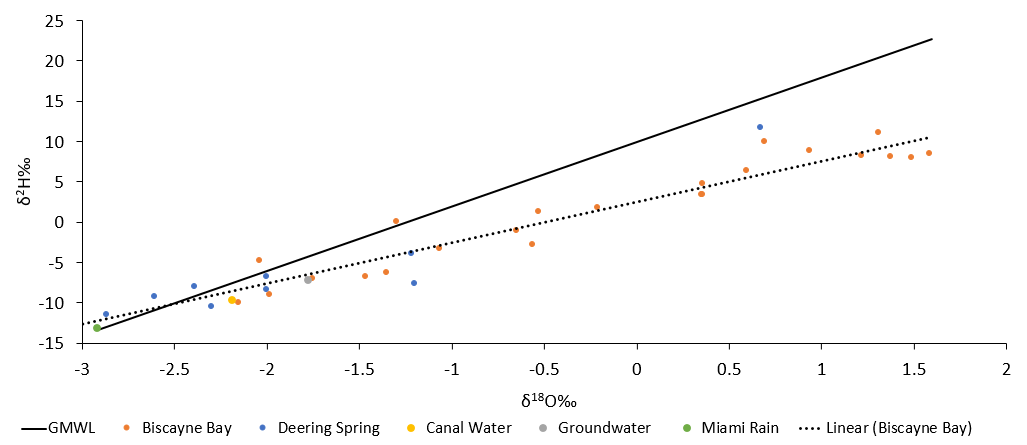 25
20
15
10
5
0
-5
-10
-15
δ²H‰
-3 -2.5 -2 -1.5 -1 -0.5 0 0.5 1 1.5 2
δ¹⁸O‰
GMWL Biscayne Bay Deering Spring Canal Water Groundwater Miami Rain Linear (Biscayne Bay)